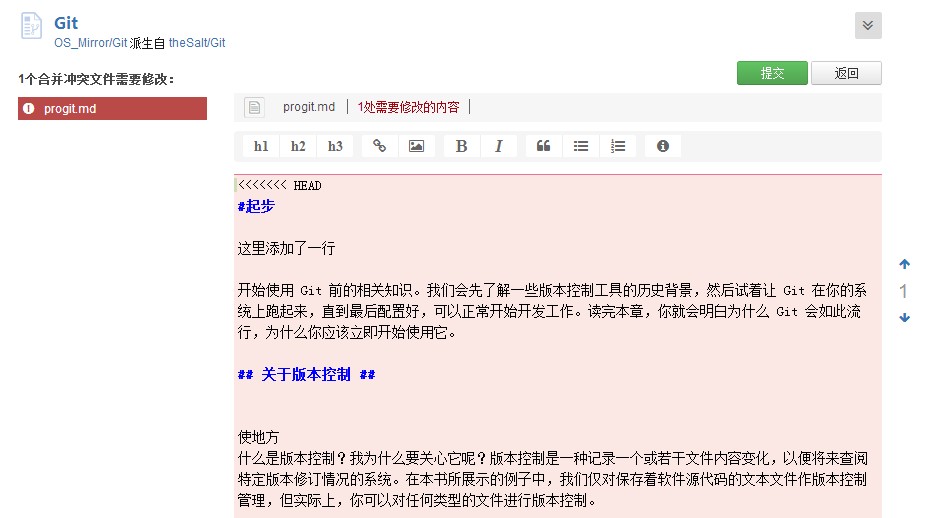 Git
OS_Mirror/Git 派生自 theSalt/Git
1个合并冲突文件需要修改：
提交 返回
progit.md
progit.md | 1处需要修改的内容 |
h1 h2 h3 B I
<<<<<<< HEAD
#起步
这里添加了一行
开始使用 Git 前的相关知识。我们会先了解一些版本控制工具的历史背景，然后试着让 Git 在你的系
统上跑起来，直到最后配置好，可以正常开始开发工作。读完本章，你就会明白为什么 Git 会如此流
行，为什么你应该立即开始使用它。
1
## 关于版本控制 ##
使地方
什么是版本控制？我为什么要关心它呢？版本控制是一种记录一个或若干文件内容变化，以便将来查阅
特定版本修订情况的系统。在本书所展示的例子中，我们仅对保存着软件源代码的文本文件作版本控制
管理，但实际上，你可以对任何类型的文件进行版本控制。